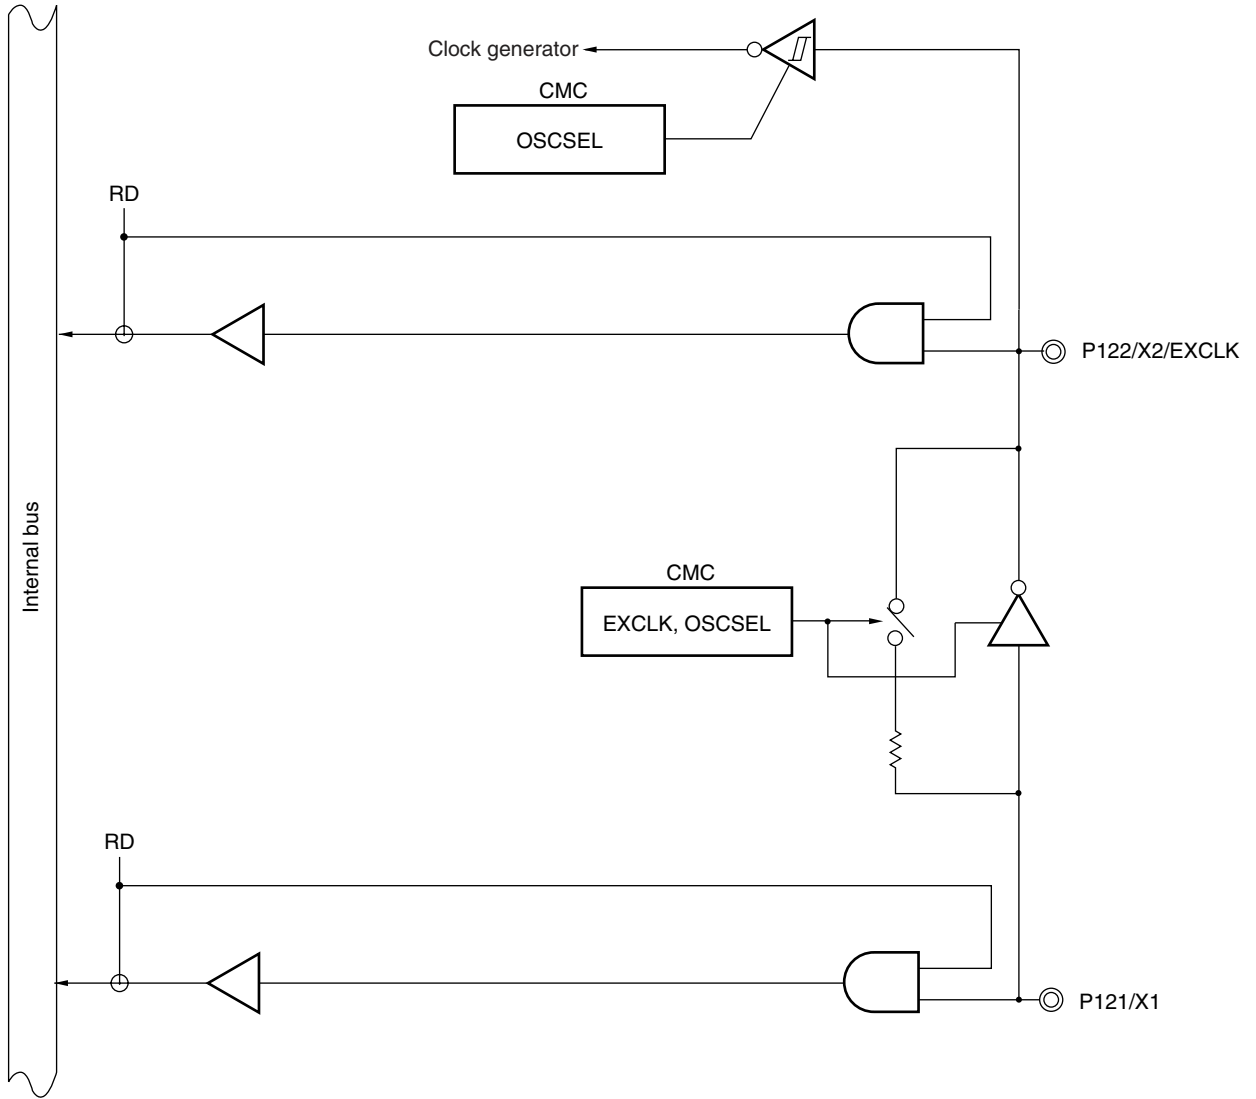 Clock generator
CMC
OSCSEL
RD
P122/X2/EXCLK
Internal bus
CMC
EXCLK, OSCSEL
RD
P121/X1